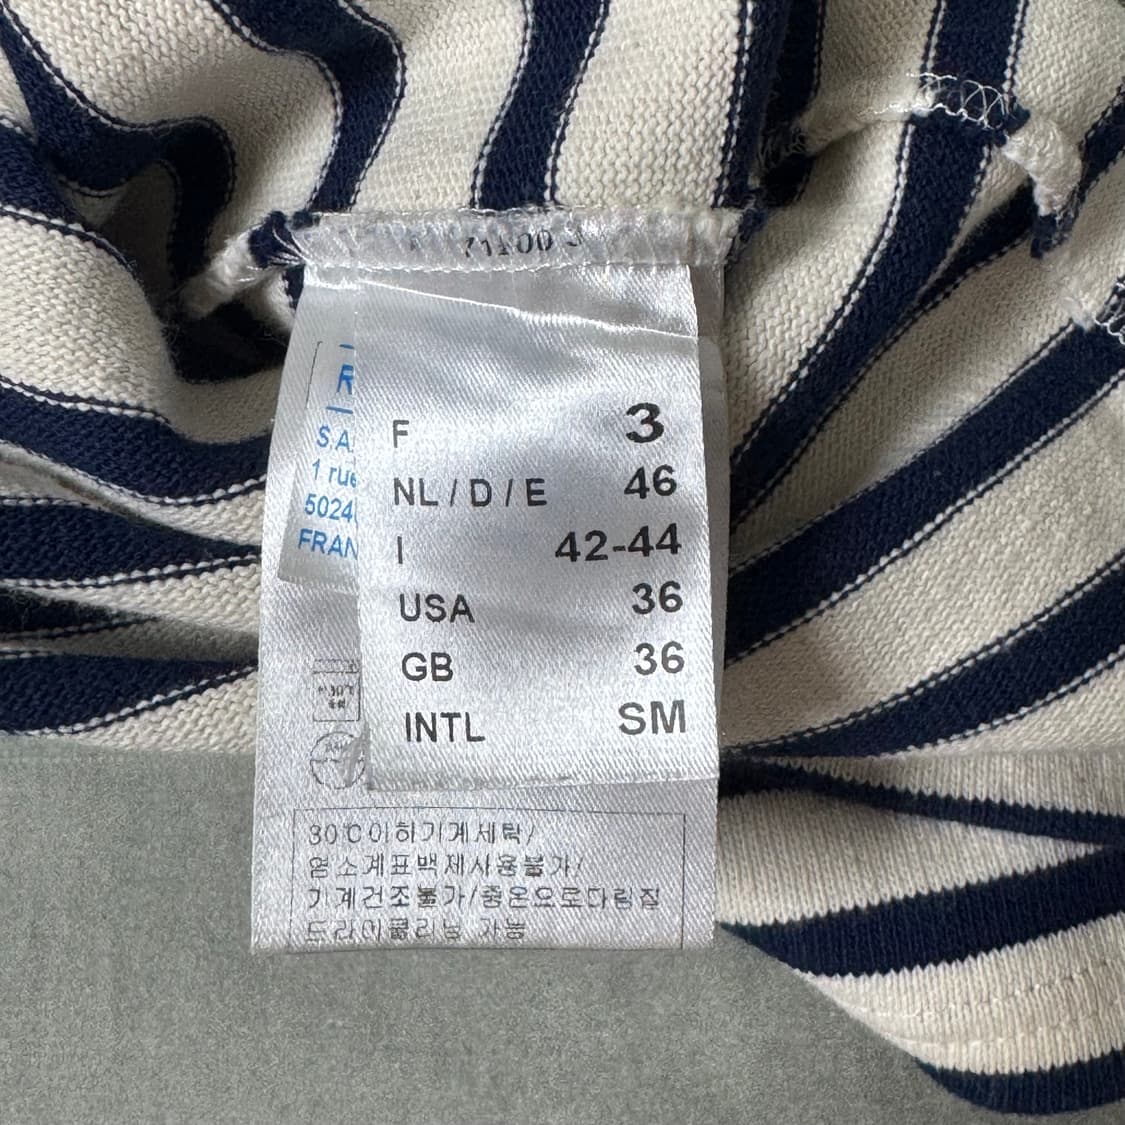 R
S.A.
1 rue
5024
FRAN
F 3
NL / D / E 46
I 42-44
USA 36
GB 36
INTL SM
30℃이하기계세탁/
염소계표백제사용불가/
기계건조불가/중온으로다림질
드라이클리닝 가능